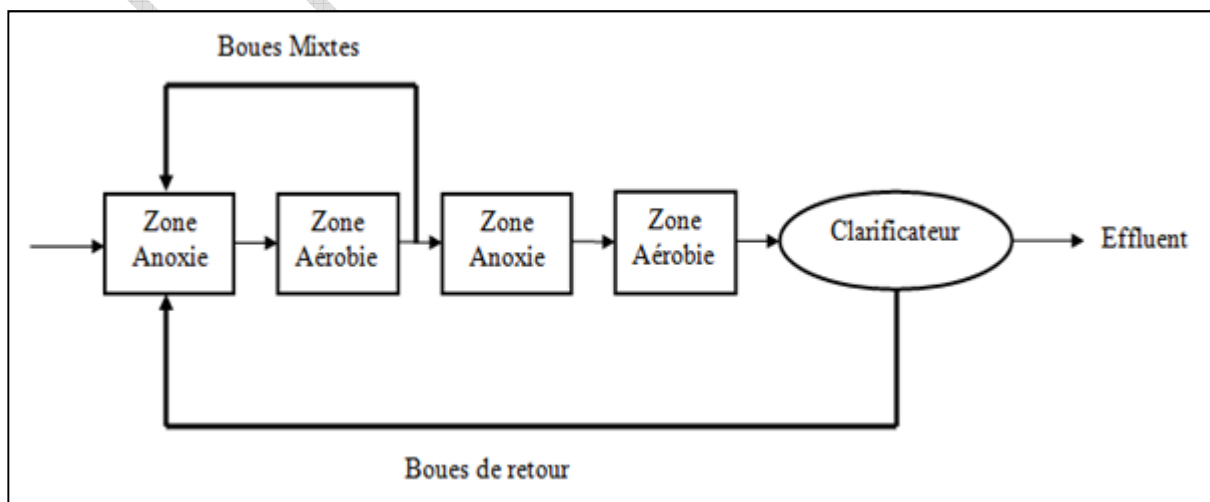 Boues Mixtes
Zone
Anoxie
Zone
Aérobie
Zone
Anoxie
Zone
Aérobie
Clarificateur
Effluent
Boues de retour